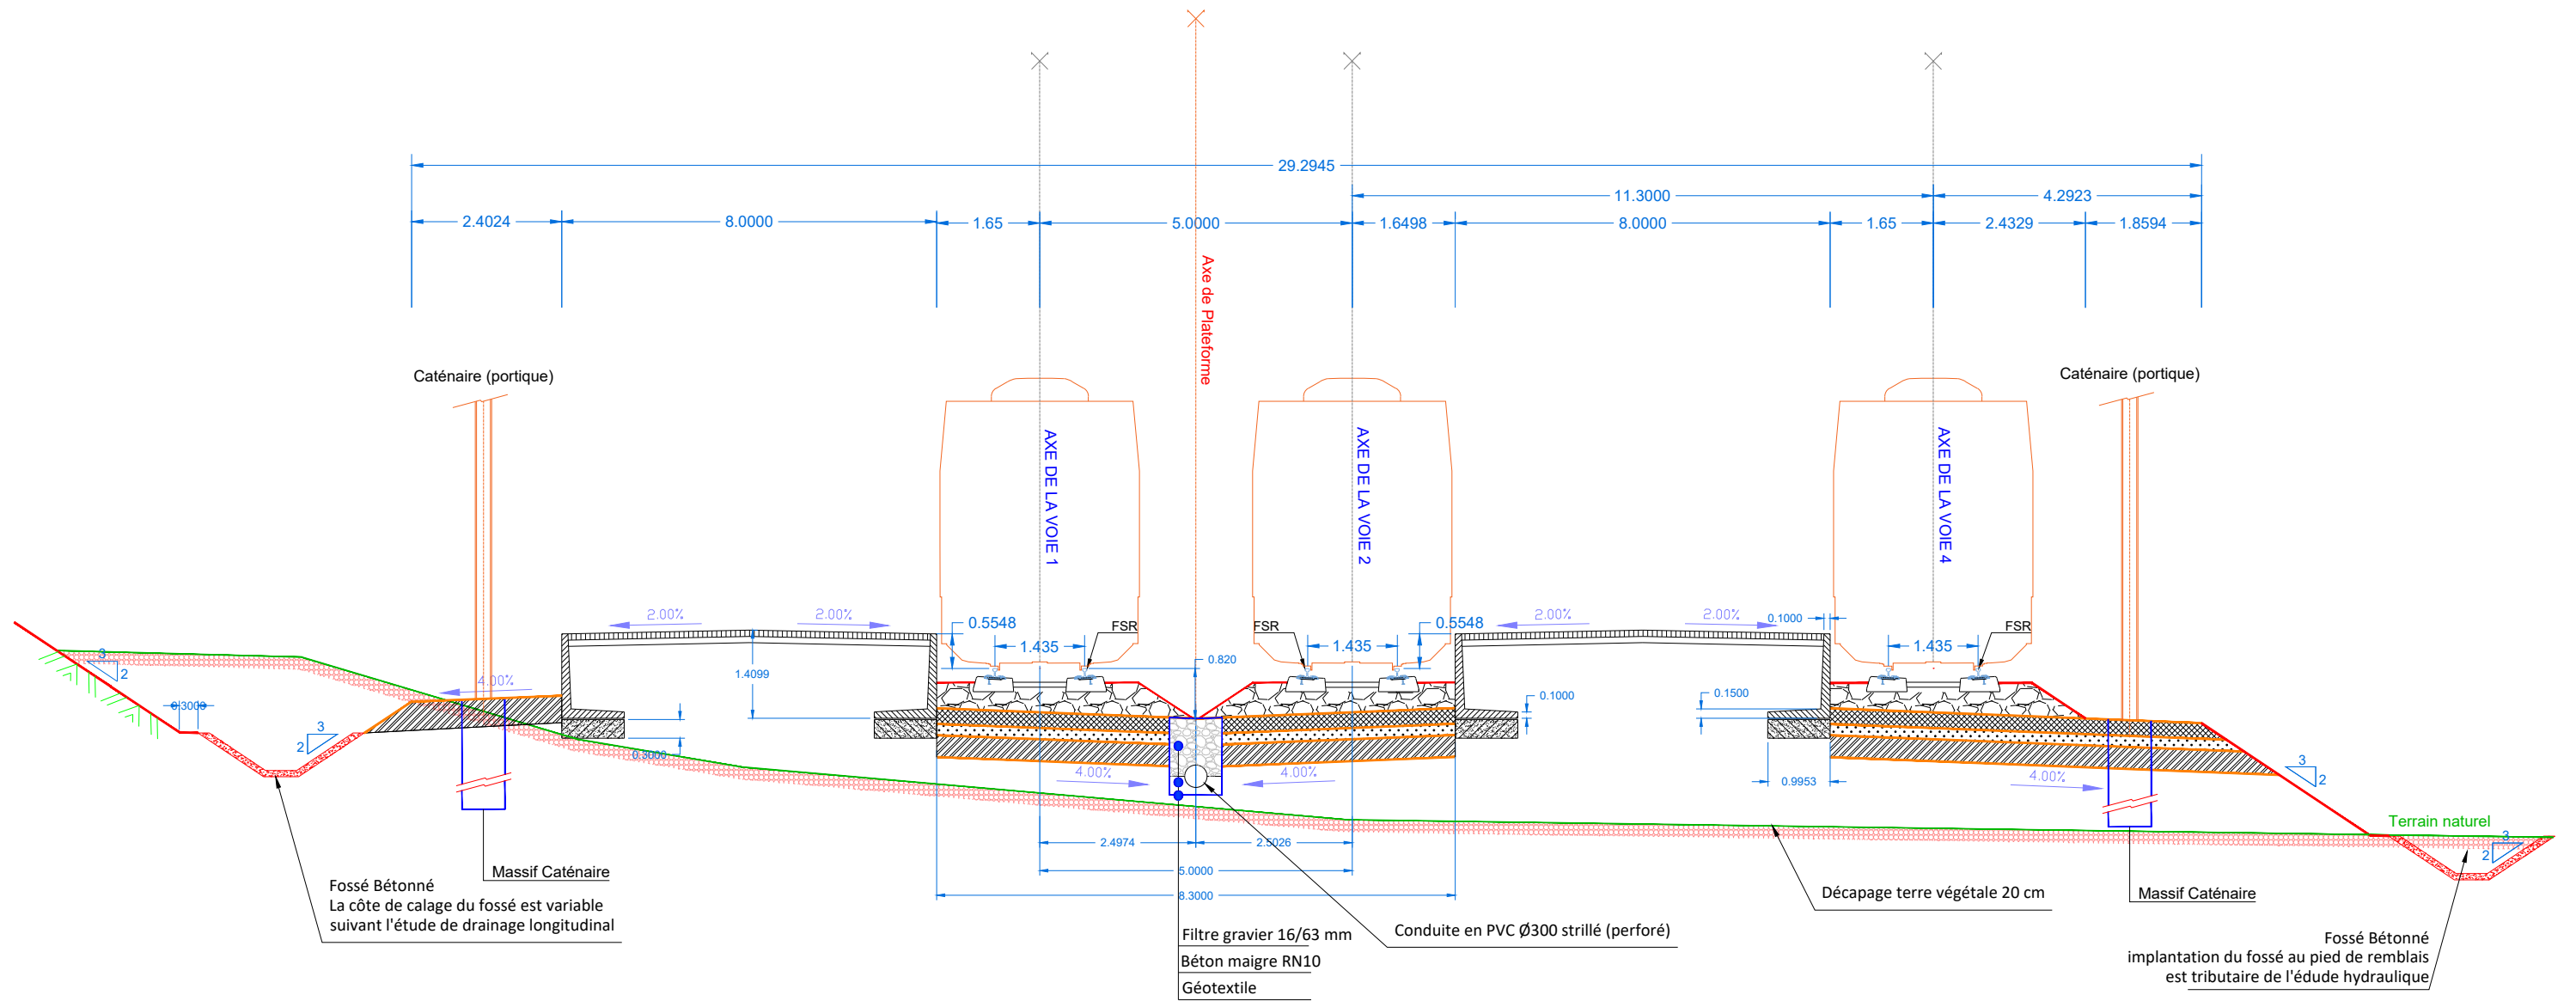 29.2945
11.3000
4.2923
2.4024
8.0000
1.65
5.0000
1.6498
8.0000
1.65
2.4329
1.8594
Axe de Plateforme
Caténaire (portique)
Caténaire (portique)
AXE DE LA VOIE 1
AXE DE LA VOIE 2
AXE DE LA VOIE 4
2.00%
2.00%
0.5548
FSR
FSR
0.5548
2.00%
2.00%
0.1000
FSR
1.435
1.435
1.435
1.4099
0.820
3
2
4.00%
0.3000
3
2
0.3000
0.1000
0.1500
4.00%
4.00%
0.9953
4.00%
3
2
Terrain naturel
3
2
2.4974
2.5026
5.0000
8.3000
Massif Caténaire
Fossé Bétonné
La côte de calage du fossé est variable
suivant l'étude de drainage longitudinal
Filtre gravier 16/63 mm
Béton maigre RN10
Géotextile
Conduite en PVC Ø300 strillé (perforé)
Décapage terre végétale 20 cm
Massif Caténaire
Fossé Bétonné
implantation du fossé au pied de remblais
est tributaire de l'édude hydraulique